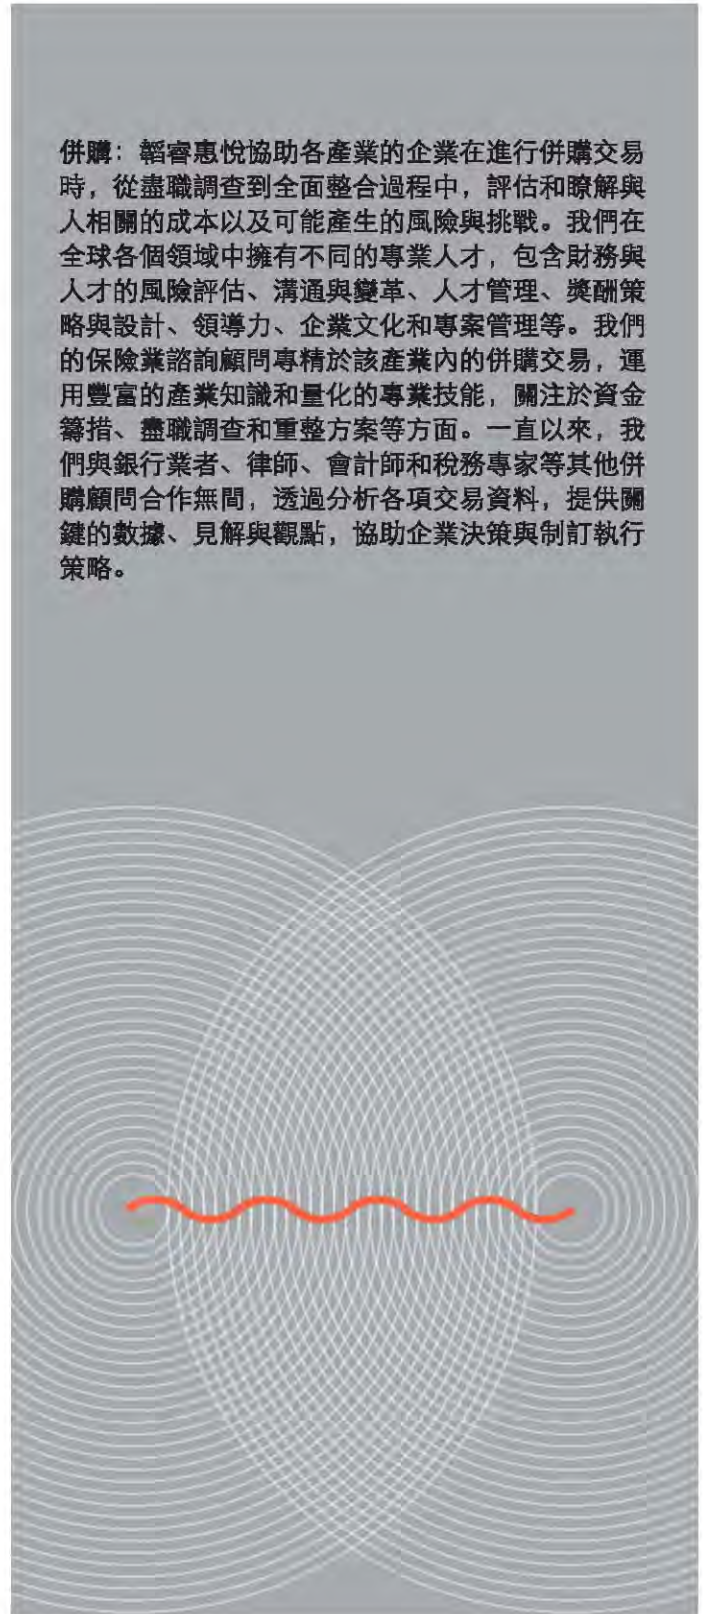 併購：韜睿惠悅協助各產業的企業在進行併購交易
時，從盡職調查到全面整合過程中，評估和瞭解與
人相關的成本以及可能產生的風險與挑戰。我們在
全球各個領域中擁有不同的專業人才，包含財務與
人才的風險評估、溝通與變革、人才管理、獎酬策
略與設計、領導力、企業文化和專案管理等。我們
的保險業諮詢顧問專精於該產業內的併購交易，運
用豐富的產業知識和量化的專業技能，關注於資金
籌措、盡職調查和重整方案等方面。一直以來，我
們與銀行業者、律師、會計師和稅務專家等其他併
購顧問合作無間，透過分析各項交易資料，提供關
鍵的數據、見解與觀點，協助企業決策與制訂執行
策略。